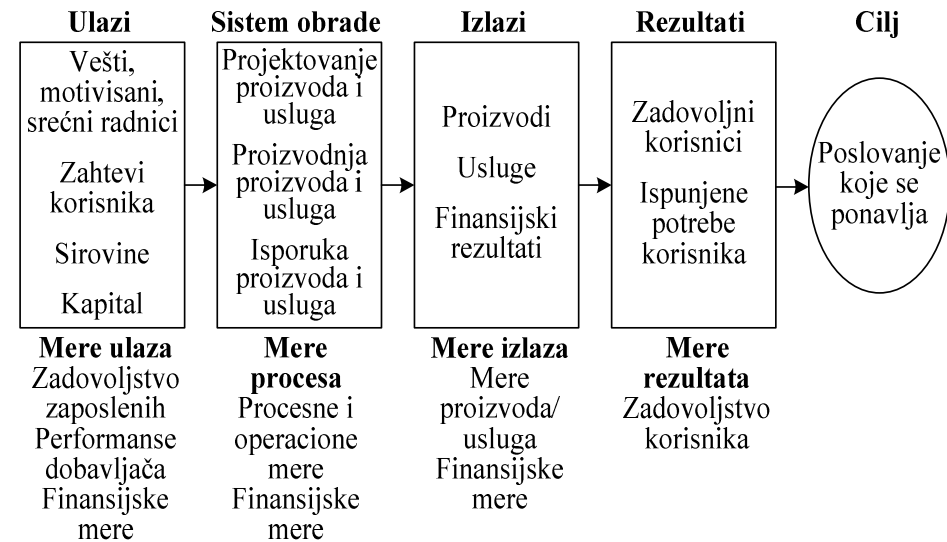 Ulazi
Vešti,
motivisani,
srećni radnici
Zahtevi
korisnika
Sirovine
Kapital
Mere ulaza
Zadovoljstvo
zaposlenih
Performanse
dobavljača
Finansijske
mere
Sistem obrade
Projektovanje
proizvoda i
usluga
Proizvodnja
proizvoda i
usluga
Isporuka
proizvoda i
usluga
Mere
procesa
Procesne i
operacione
mere
Finansijske
mere
Izlazi
Proizvodi
Usluge
Finansijski
rezultati
Mere izlaza
Mere
proizvoda/
usluga
Finansijske
mere
Rezultati
Zadovoljni
korisnici
Ispunjene
potrebe
korisnika
Mere
rezultata
Zadovoljstvo
korisnika
Cilj
Poslovanje
koje se
ponavlja